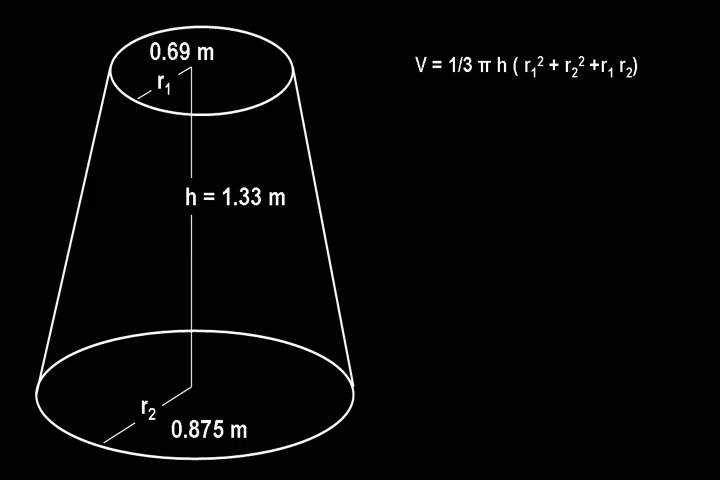 0.69 m
r₁
V = 1/3 π h ( r₁² + r₂² +r₁ r₂)
h = 1.33 m
r₂
0.875 m